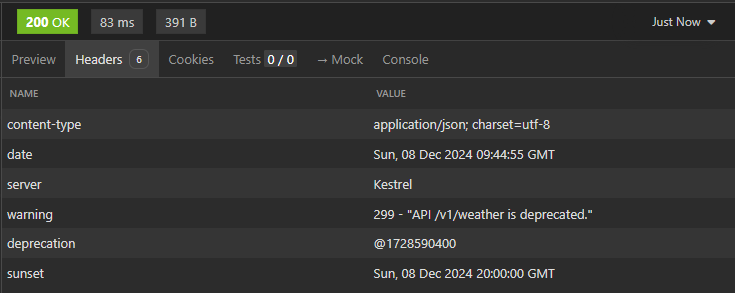 200 OK 83 ms 391 B Just Now
Preview Headers 6 Cookies Tests 0 / 0 → Mock Console
NAME VALUE
content-type application/json; charset=utf-8
date Sun, 08 Dec 2024 09:44:55 GMT
server Kestrel
warning 299 - "API /v1/weather is deprecated."
deprecation @1728590400
sunset Sun, 08 Dec 2024 20:00:00 GMT